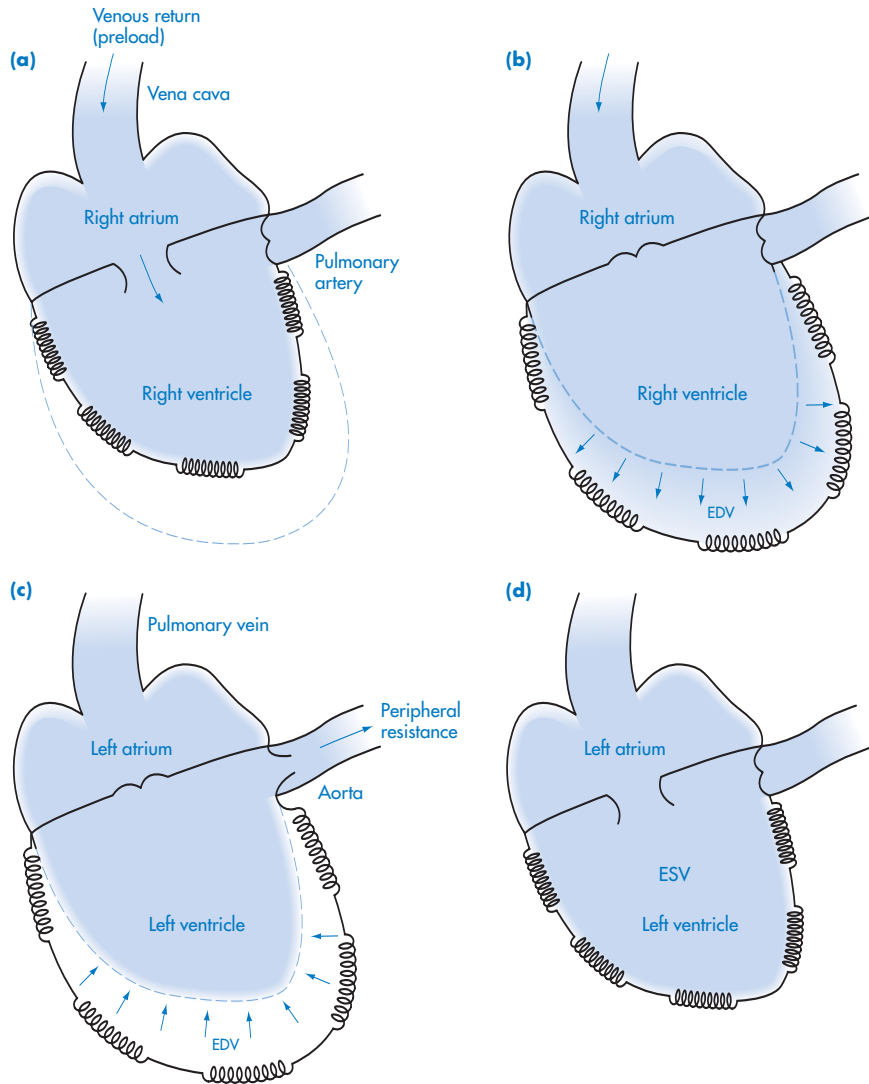 Venous return
(preload)
(a)
Vena cava
Right atrium
Pulmonary
artery
Right ventricle
(b)
Right atrium
Right ventricle
EDV
(c)
Pulmonary vein
Left atrium
Peripheral
resistance
Aorta
Left ventricle
EDV
(d)
Left atrium
ESV
Left ventricle